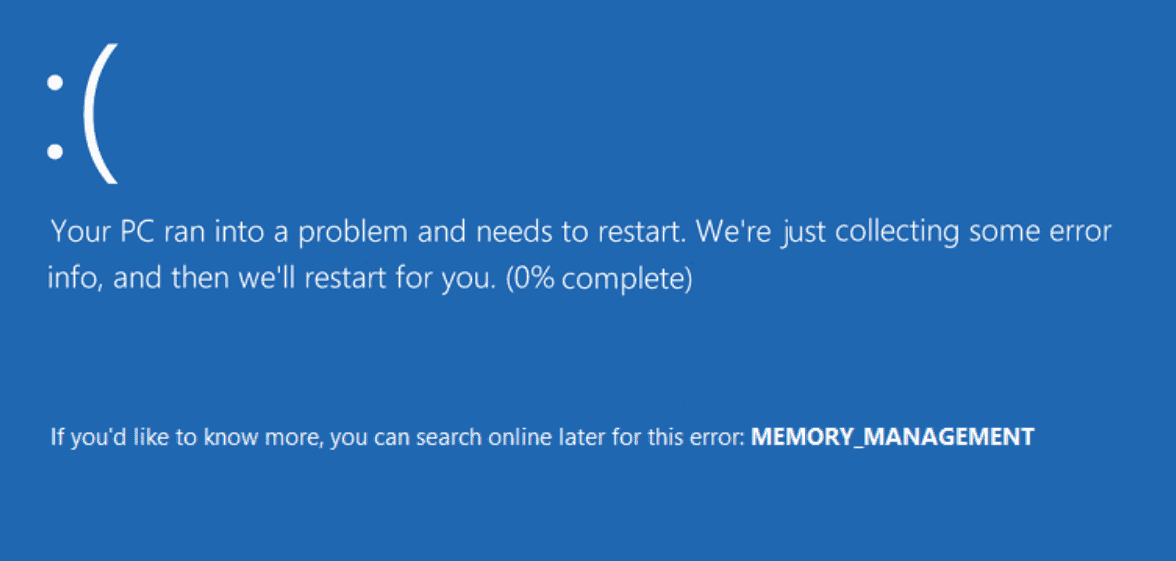 :(
Your PC ran into a problem and needs to restart. We're just collecting some error
info, and then we'll restart for you. (0% complete)
If you'd like to know more, you can search online later for this error: MEMORY_MANAGEMENT